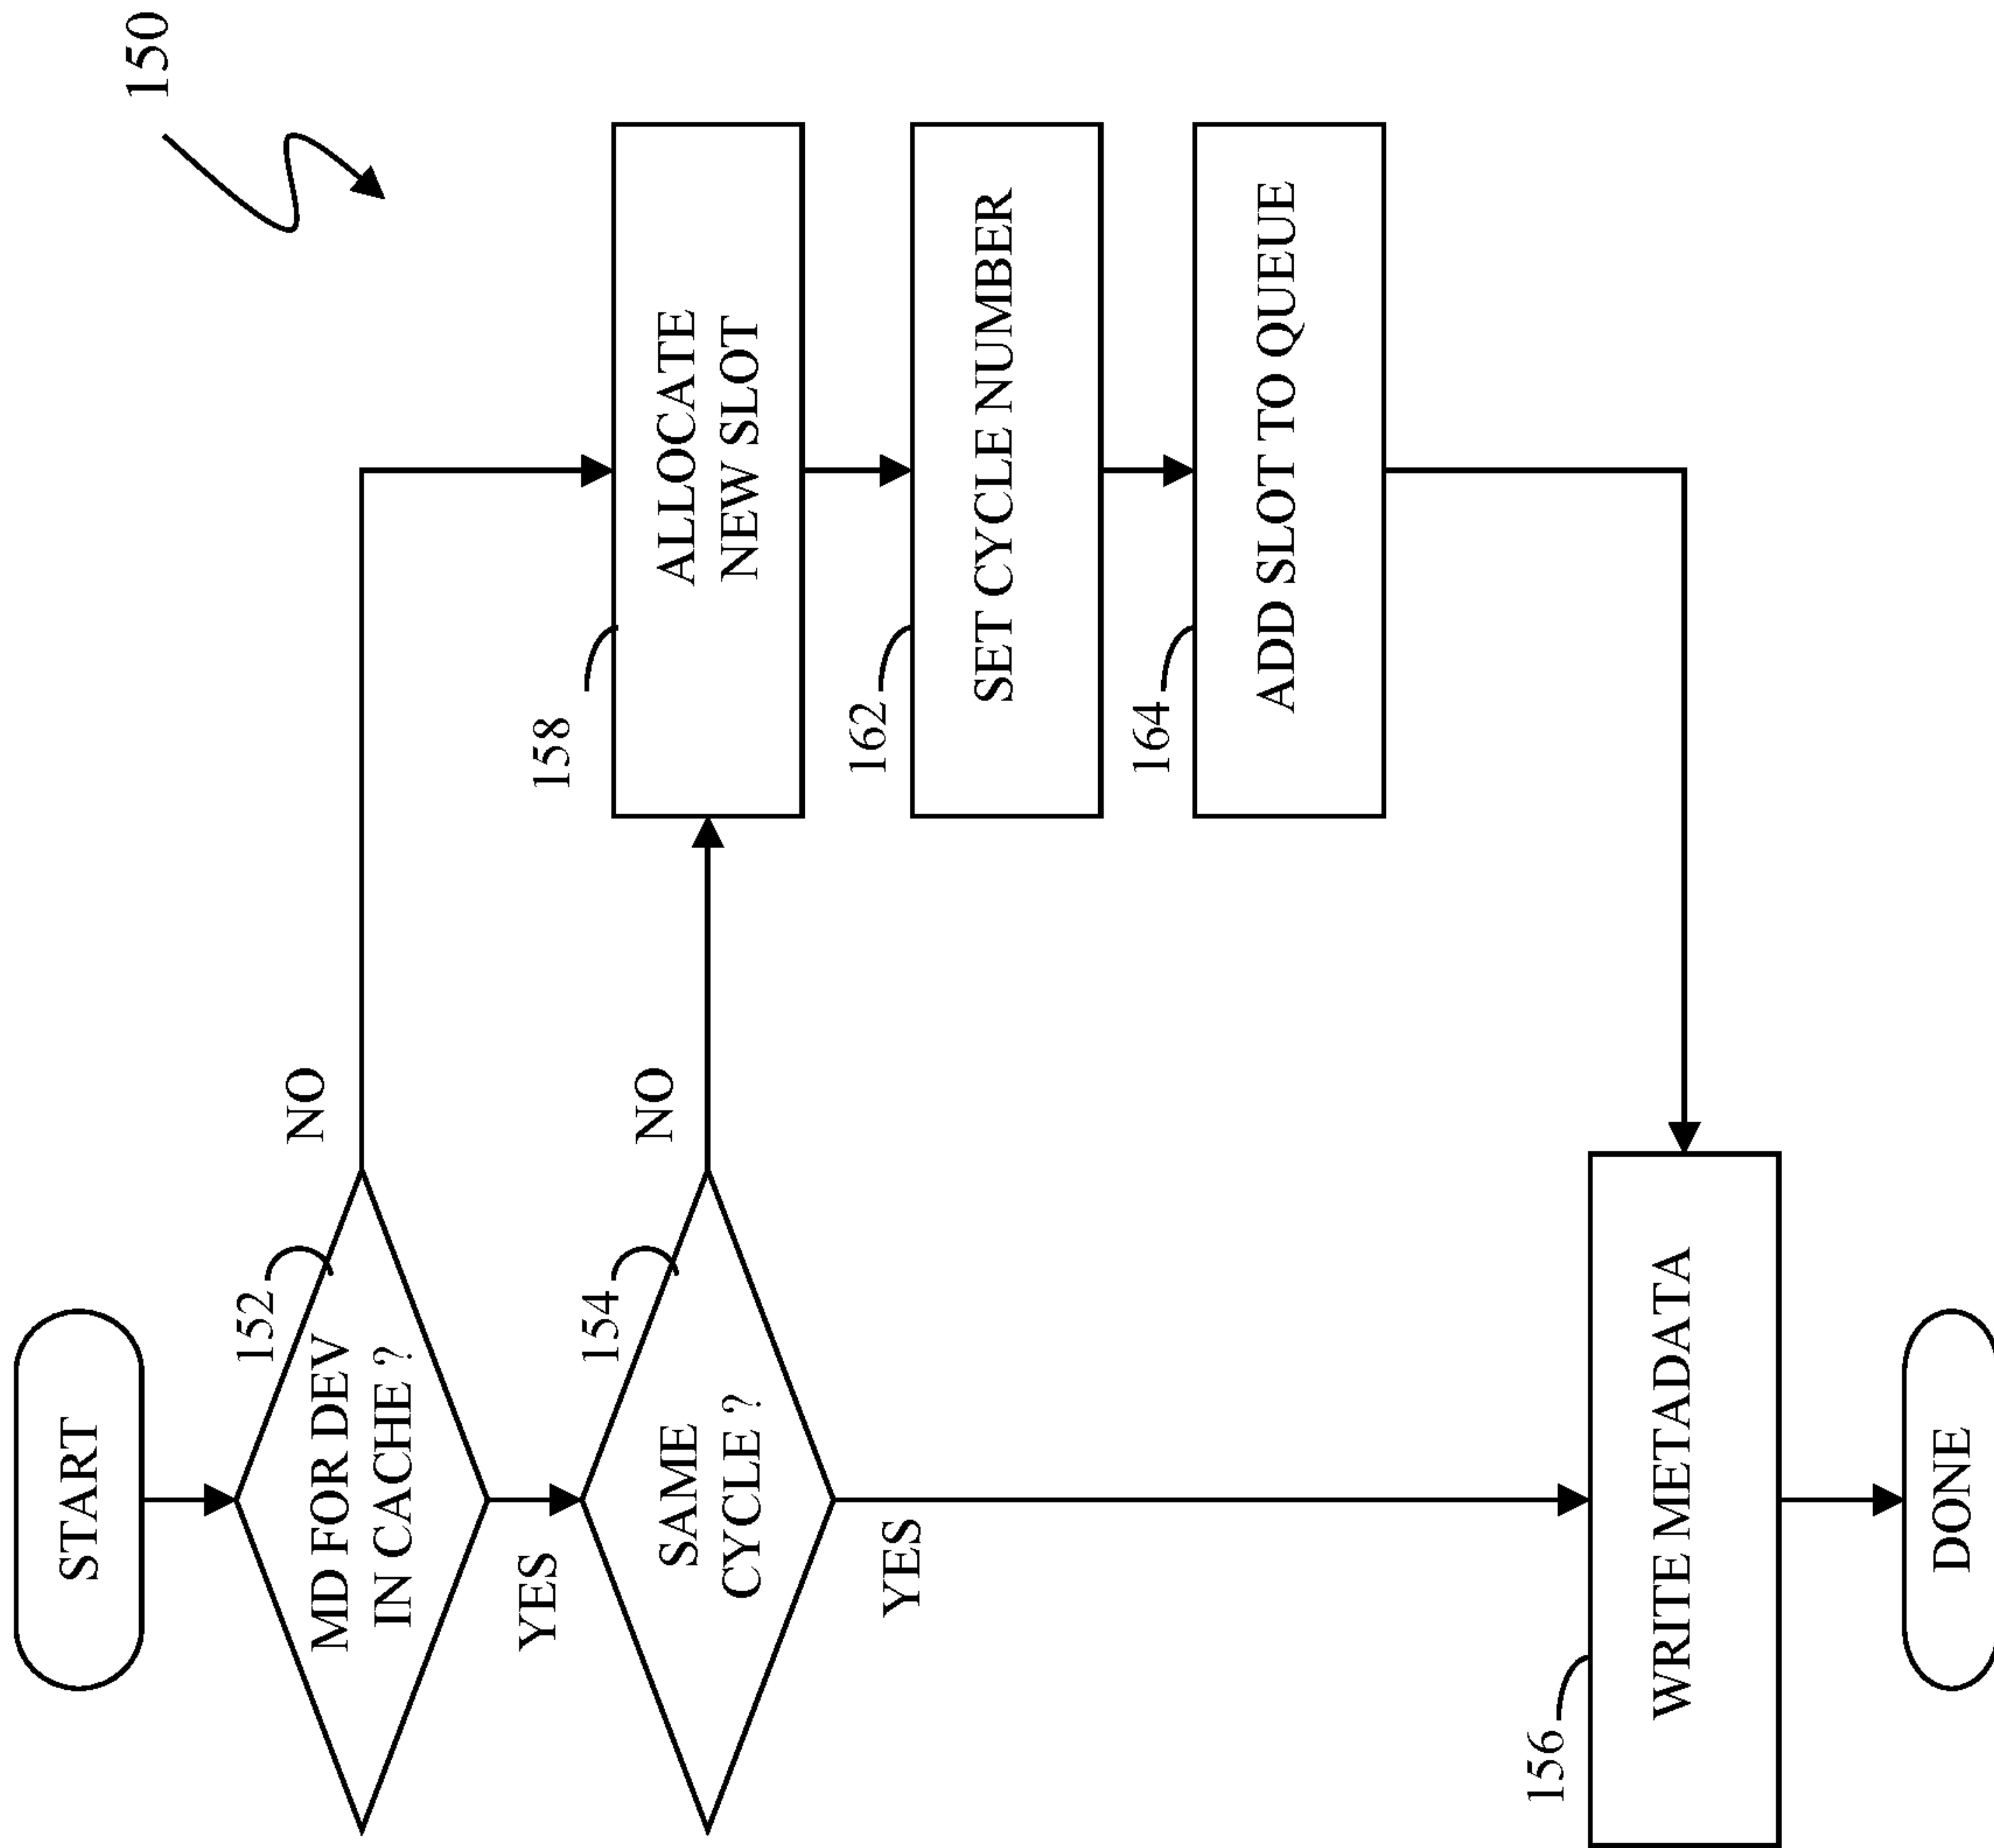 150
START
152
MD FOR DEV
IN CACHE ?
NO
YES
154
SAME
CYCLE ?
NO
YES
158
ALLOCATE
NEW SLOT
162
SET CYCLE NUMBER
164
ADD SLOT TO QUEUE
156
WRITE METADATA
DONE